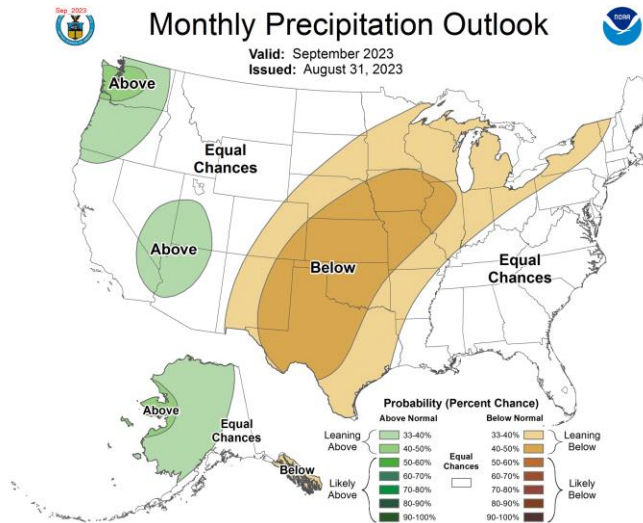 Sep 2023
Monthly Precipitation Outlook
Valid: September 2023
Issued: August 31, 2023
NOAA
Above
Equal
Chances
Above
Below
Equal
Chances
Above
Equal
Chances
Below
Probability (Percent Chance)
Above Normal
Below Normal
Leaning
Above
33-40%
40-50%
Likely
Above
50-60%
60-70%
70-80%
80-90%
90-100%
Equal
Chances
33-40%
40-50%
Leaning
Below
50-60%
60-70%
70-80%
80-90%
90-100%
Likely
Below